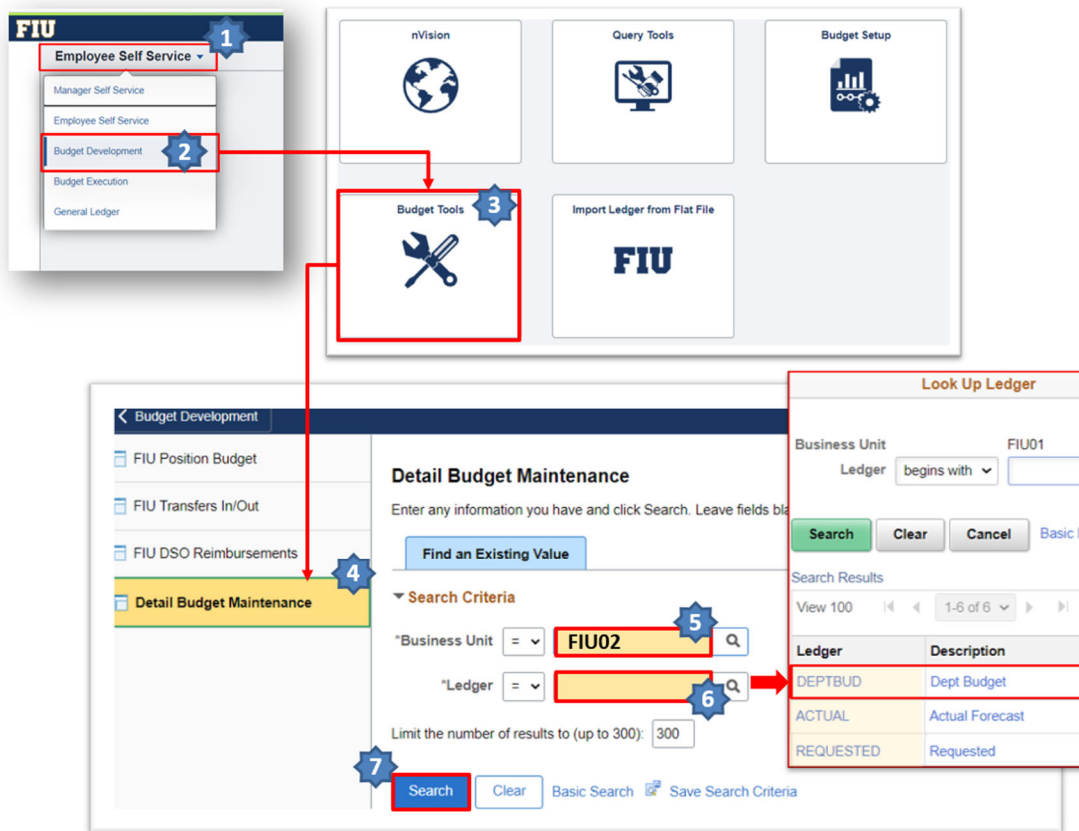 FIU
1
Employee Self Service
Manager Self Service
Employee Self Service
Budget Development
2
Budget Execution
General Ledger
nVision
Query Tools
Budget Setup
Budget Tools
3
Import Ledger from Flat File
FIU
Budget Development
FIU Position Budget
FIU Transfers In/Out
FIU DSO Reimbursements
4
Detail Budget Maintenance
Detail Budget Maintenance
Enter any information you have and click Search. Leave fields bla
Find an Existing Value
Search Criteria
*Business Unit = FIU02
5
*Ledger =
6
Limit the number of results to (up to 300): 300
7
Search Clear Basic Search Save Search Criteria
Look Up Ledger
Business Unit FIU01
Ledger begins with
Search Clear Cancel Basic
Search Results
View 100 1-6 of 6
Ledger Description
DEPTBUD Dept Budget
ACTUAL Actual Forecast
REQUESTED Requested